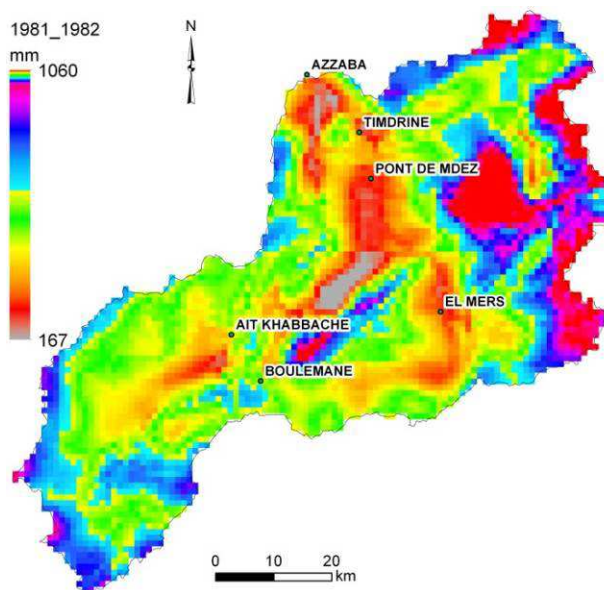 1981_1982
mm
1060
167
N
AZZABA
TIMDRINE
PONT DE MDEZ
EL MERS
AIT KHABBACHE
BOULEMANE
0 10 20
km